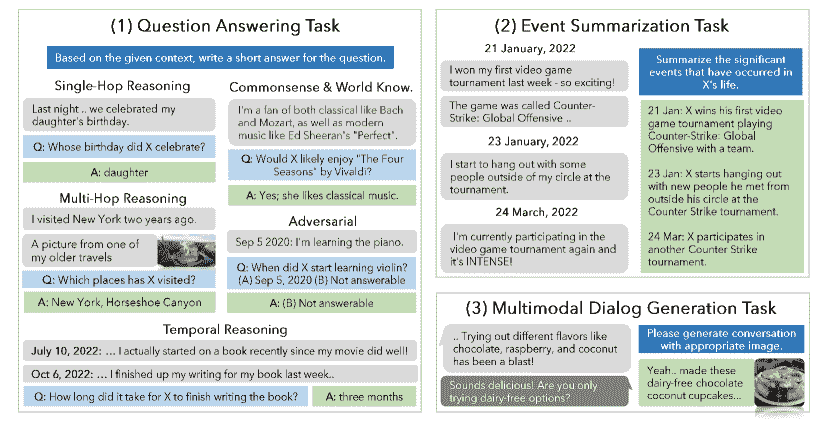 (1) Question Answering Task
Based on the given context, write a short answer for the question.
Single-Hop Reasoning
Last night .. we celebrated my
daughter's birthday.
Q: Whose birthday did X celebrate?
A: daughter
Multi-Hop Reasoning
I visited New York two years ago.
A picture from one of
my older travels
Q: Which places has X visited?
A: New York, Horseshoe Canyon
Commonsense & World Know.
I'm a fan of both classical like Bach
and Mozart, as well as modern
music like Ed Sheeran's "Perfect".
Q: Would X likely enjoy "The Four
Seasons" by Vivaldi?
A: Yes; she likes classical music.
Adversarial
Sep 5 2020: I'm learning the piano.
Q: When did X start learning violin?
(A) Sep 5, 2020 (B) Not answerable
A: (B) Not answerable
Temporal Reasoning
July 10, 2022: ... I actually started on a book recently since my movie did well!
Oct 6, 2022: ... I finished up my writing for my book last week..
Q: How long did it take for X to finish writing the book?
A: three months
(2) Event Summarization Task
21 January, 2022
I won my first video game
tournament last week - so exciting!
The game was called Counter-
Strike: Global Offensive ..
23 January, 2022
I start to hang out with some
people outside of my circle at the
tournament.
24 March, 2022
I'm currently participating in the
video game tournament again and
it's INTENSE!
Summarize the significant
events that have occurred in
X's life.
21 Jan: X wins his first video
game tournament playing
Counter-Strike: Global
Offensive with a team.
23 Jan: X starts hanging out
with new people he met from
outside his circle at the
Counter Strike tournament.
24 Mar: X participates in
another Counter Strike
tournament.
(3) Multimodal Dialog Generation Task
.. Trying out different flavors like
chocolate, raspberry, and coconut
has been a blast!
Sounds delicious! Are you only
trying dairy-free options?
Please generate conversation
with appropriate image.
Yeah.. made these
dairy-free chocolate
coconut cupcakes...